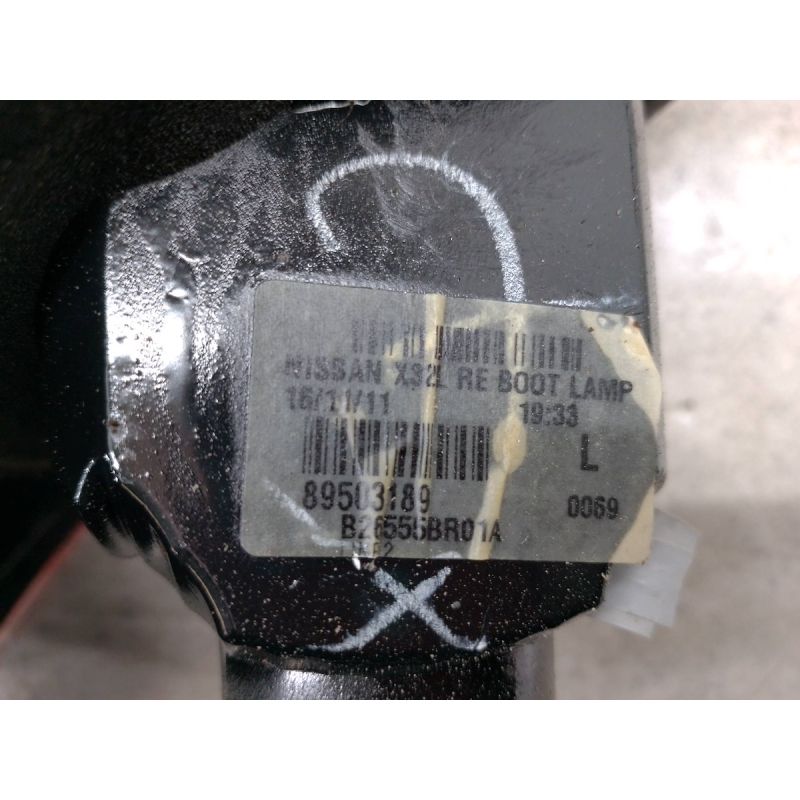 NISSAN X32L RE BOOT LAMP
16/11/11 19:33
L
89503189 0069
B26555BR01A
X